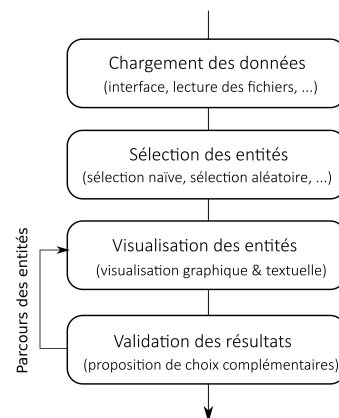 Chargement des données
(interface, lecture des fichiers, ...)
Sélection des entités
(sélection naïve, sélection aléatoire, ...)
Parcours des entités
Visualisation des entités
(visualisation graphique & textuelle)
Validation des résultats
(proposition de choix complémentaires)